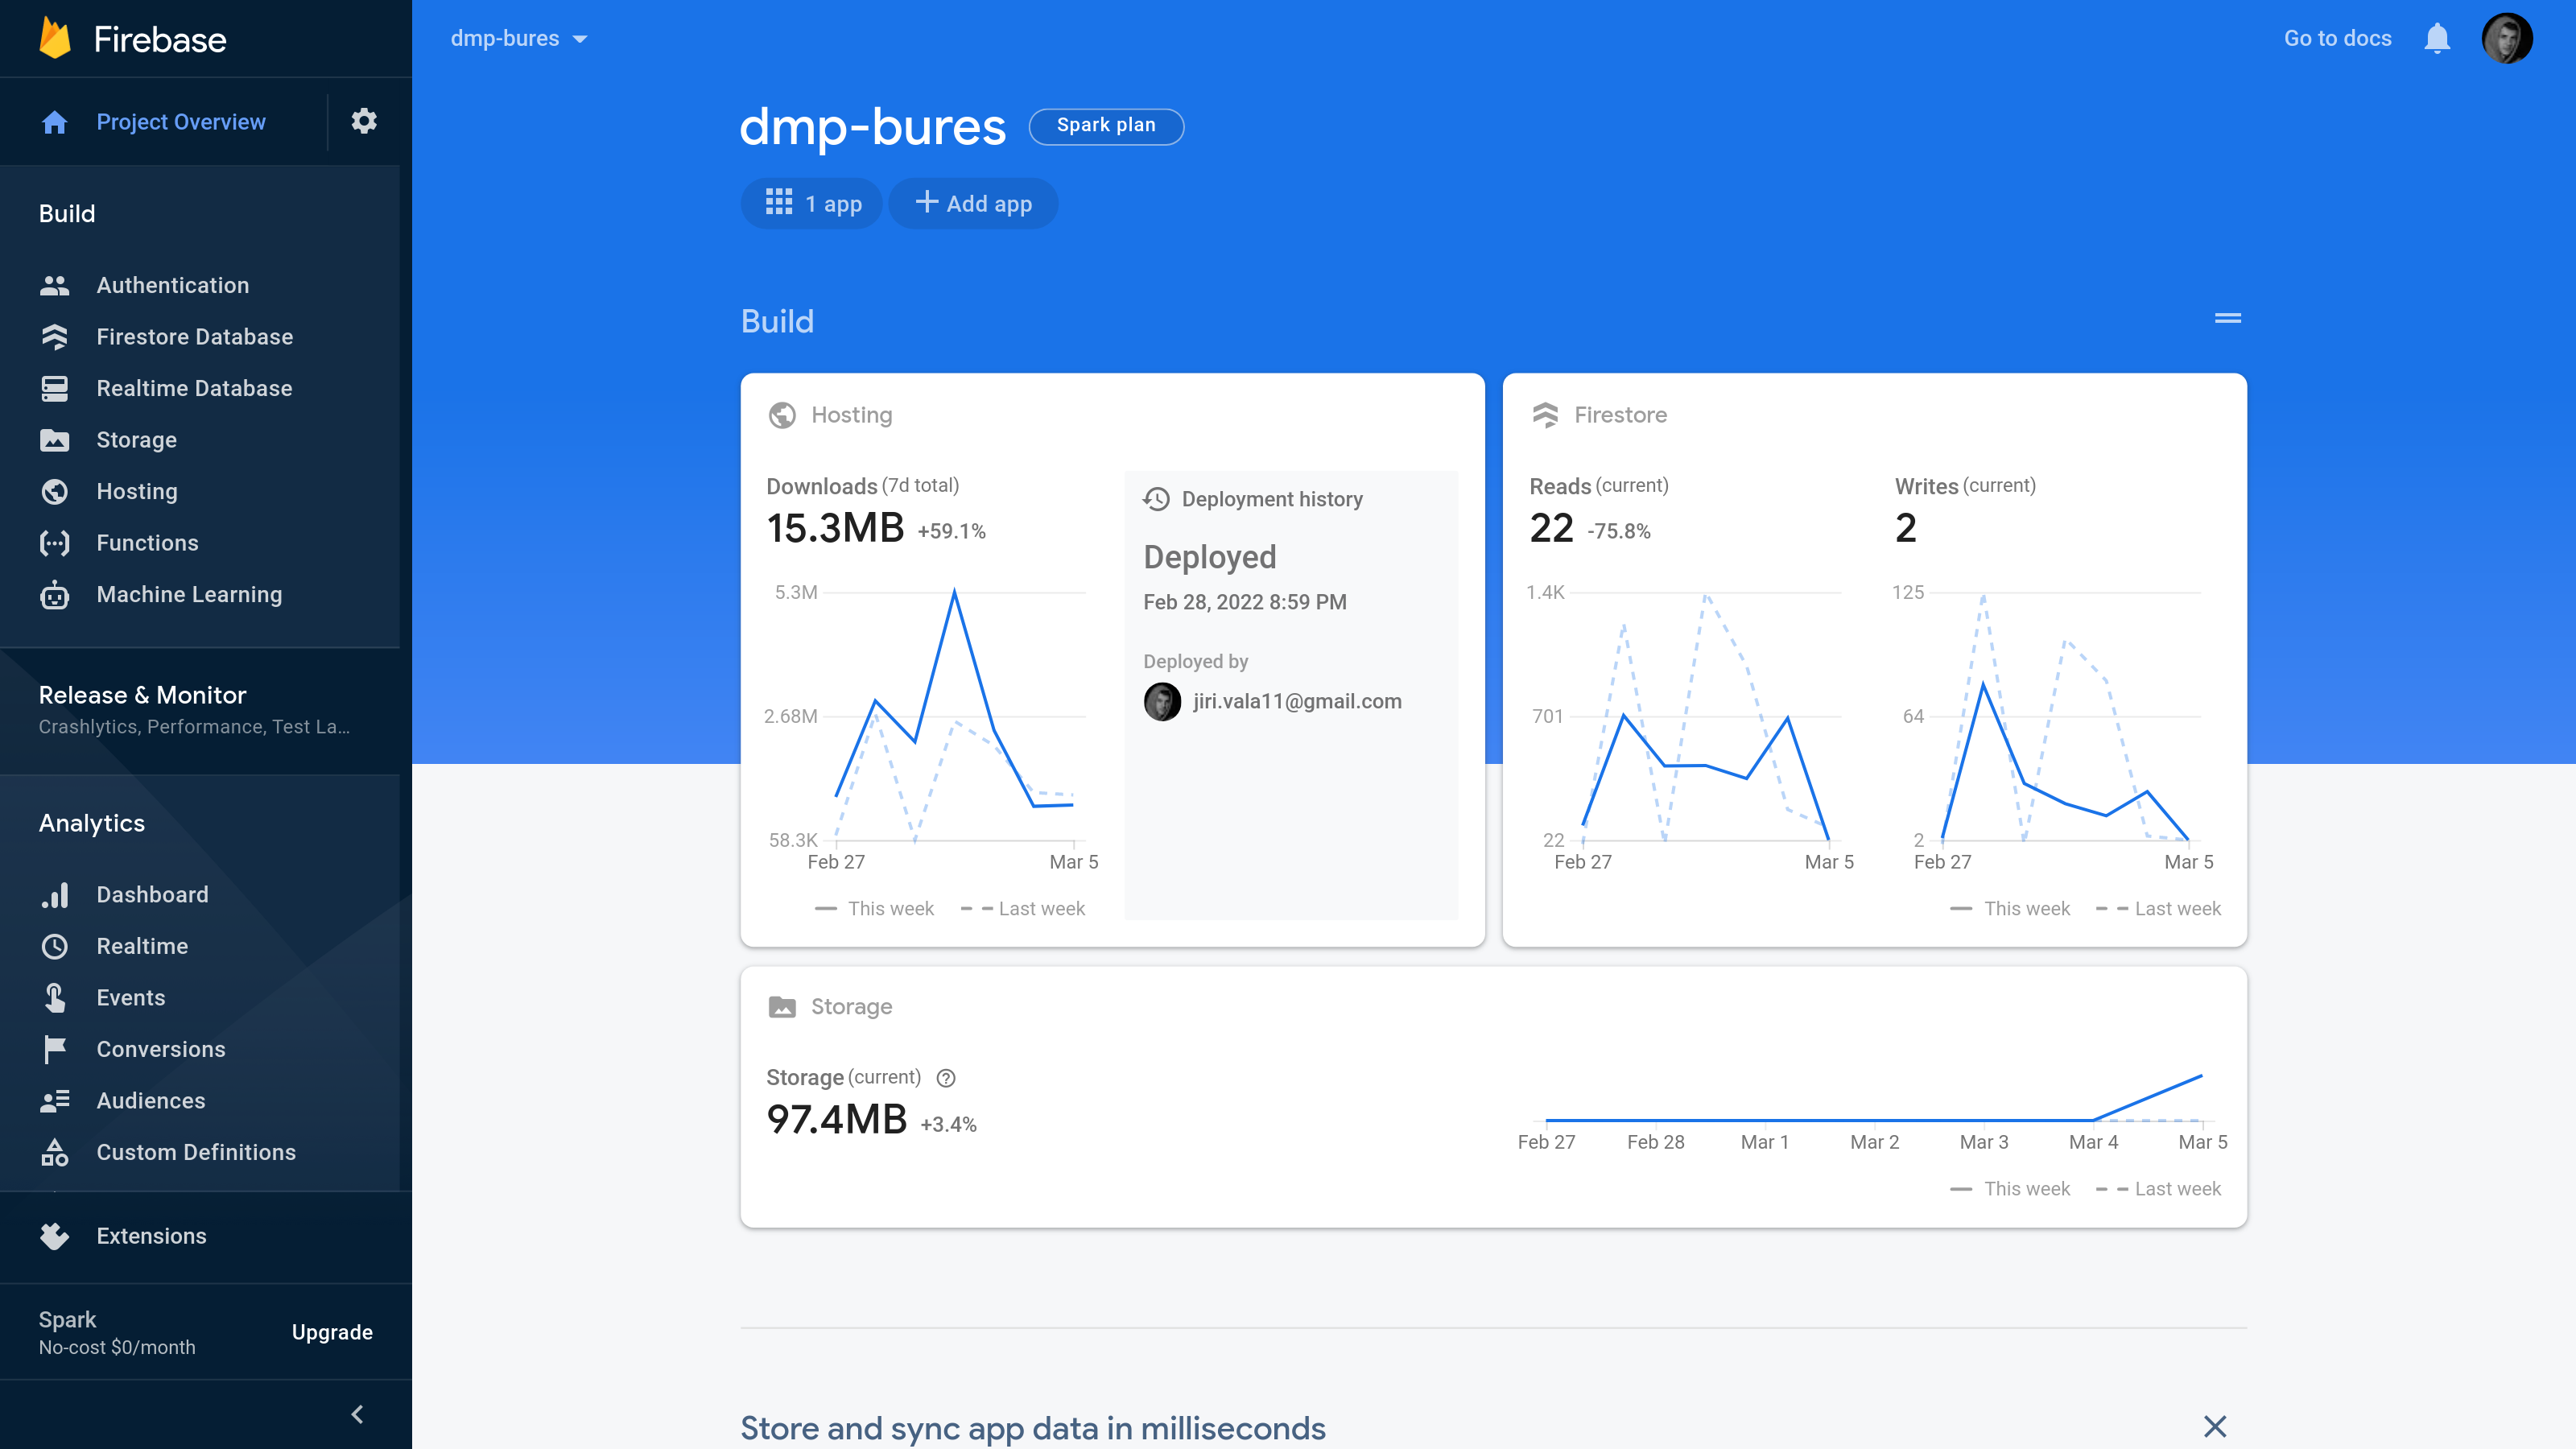 Firebase
Project Overview
Build
Authentication
Firestore Database
Realtime Database
Storage
Hosting
Functions
Machine Learning
Release & Monitor
Crashlytics, Performance, Test La...
Analytics
Dashboard
Realtime
Events
Conversions
Audiences
Custom Definitions
Extensions
Spark
No-cost $0/month
Upgrade
dmp-bures
Go to docs
dmp-bures
Spark plan
1 app
Add app
Build
Hosting
Downloads (7d total)
15.3MB +59.1%
5.3M
2.68M
58.3K
Feb 27 Mar 5
This week Last week
Deployment history
Deployed
Feb 28, 2022 8:59 PM
Deployed by
jiri.vala11@gmail.com
Firestore
Reads (current)
22 -75.8%
1.4K
701
22
Feb 27 Mar 5
Writes (current)
2
125
64
2
Feb 27 Mar 5
This week Last week
Storage
Storage (current)
97.4MB +3.4%
Feb 27 Feb 28 Mar 1 Mar 2 Mar 3 Mar 4 Mar 5
This week Last week
Store and sync app data in milliseconds